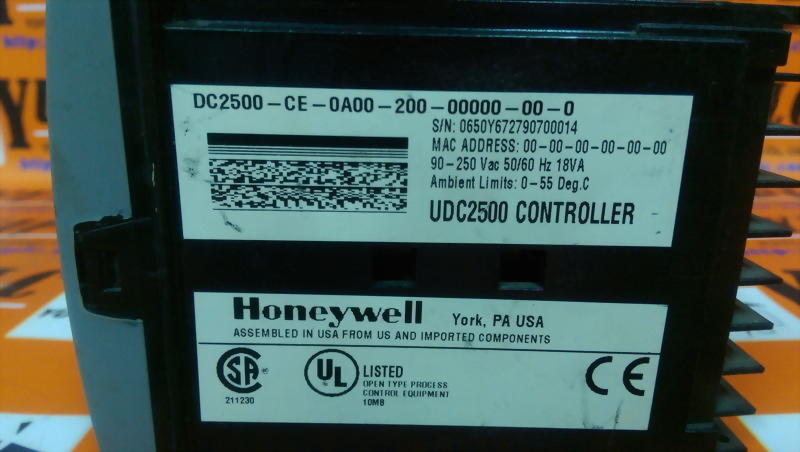 DC2500-CE-0A00-200-00000-00-0
S/N: 0650Y672790700014
MAC ADDRESS: 00-00-00-00-00-00
90-250 Vac 50/60 Hz 18VA
Ambient Limits: 0-55 Deg.C
UDC2500 CONTROLLER
Honeywell York, PA USA
ASSEMBLED IN USA FROM US AND IMPORTED COMPONENTS
SA
211230
UL
LISTED
OPEN TYPE PROCESS
CONTROL EQUIPMENT
10MB
CE